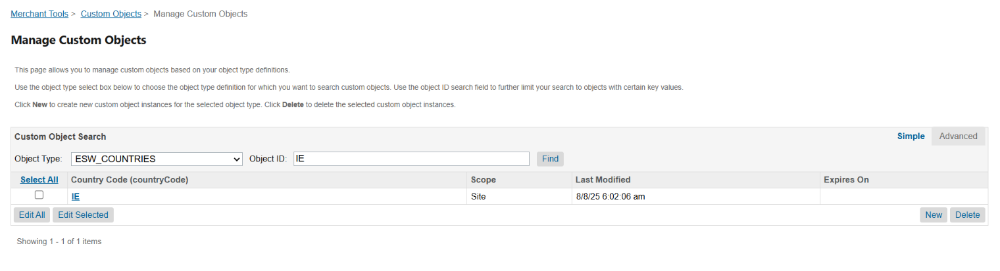 Merchant Tools > Custom Objects > Manage Custom Objects
Manage Custom Objects
This page allows you to manage custom objects based on your object type definitions.
Use the object type select box below to choose the object type definition for which you want to search custom objects. Use the object ID search field to further limit your search to objects with certain key values.
Click New to create new custom object instances for the selected object type. Click Delete to delete the selected custom object instances.
Custom Object Search Simple Advanced
Object Type: ESW_COUNTRIES Object ID: IE Find
Select All Country Code (countryCode) Scope Last Modified Expires On
IE Site 8/8/25 6:02:06 am
Edit All Edit Selected New Delete
Showing 1 - 1 of 1 items